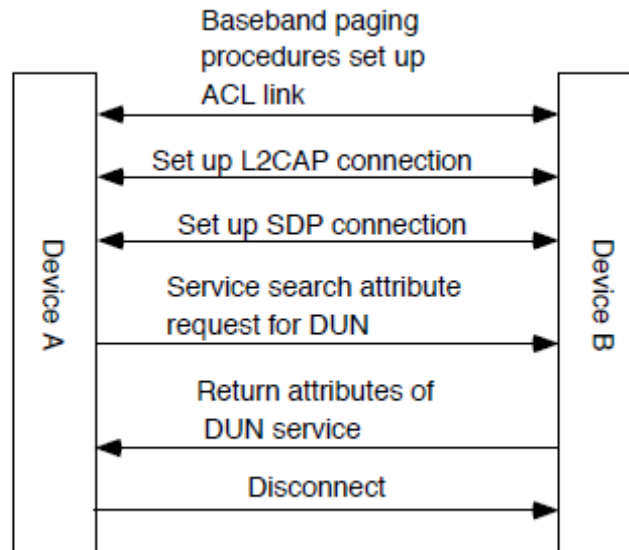 Baseband paging
procedures set up
ACL link
Set up L2CAP connection
Set up SDP connection
Service search attribute
request for DUN
Return attributes of
DUN service
Disconnect
Device A
Device B